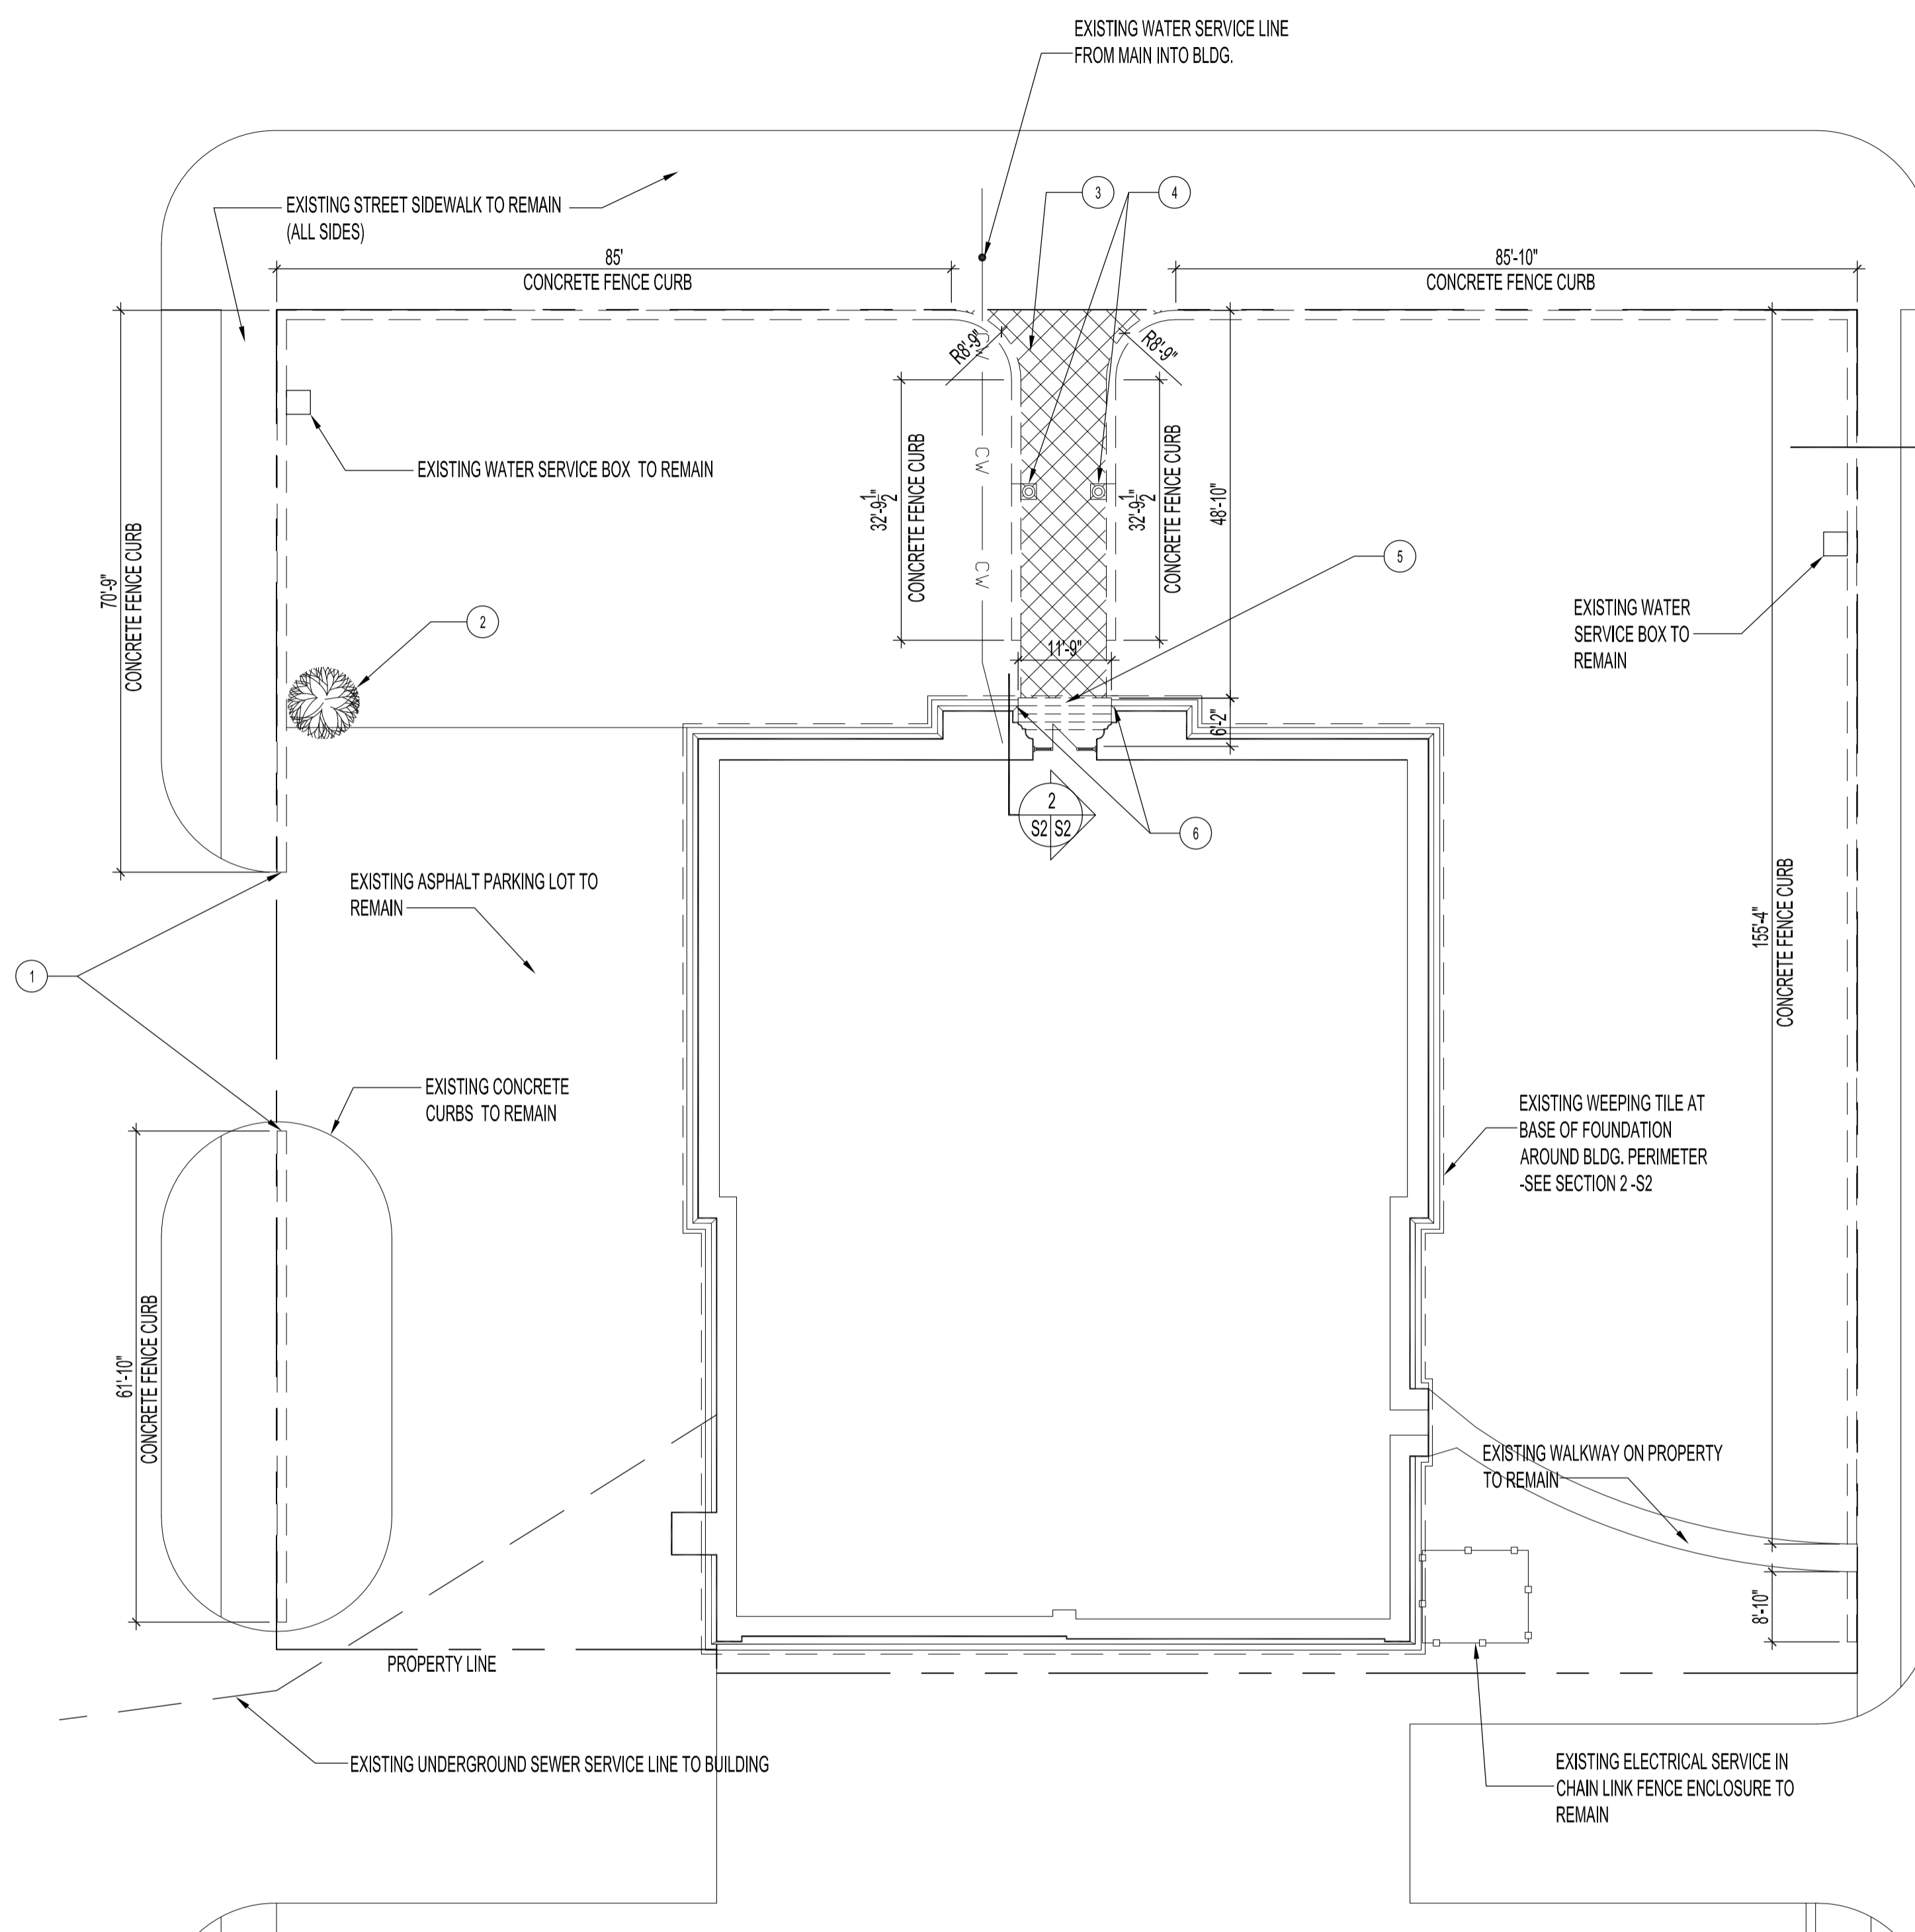 EXISTING WATER SERVICE LINE
FROM MAIN INTO BLDG.
3
4
EXISTING STREET SIDEWALK TO REMAIN
(ALL SIDES)
85'
CONCRETE FENCE CURB
85'-10"
CONCRETE FENCE CURB
R8'-9"
R8'-9"
CW
CW
CW
EXISTING WATER SERVICE BOX TO REMAIN
32'-9 1/2"
CONCRETE FENCE CURB
32'-9 1/2"
CONCRETE FENCE CURB
48'-10"
5
70'-9"
CONCRETE FENCE CURB
2
EXISTING WATER
SERVICE BOX TO
REMAIN
11'-9"
6'-2"
2
S2 S2
6
EXISTING ASPHALT PARKING LOT TO
REMAIN
155'-4"
CONCRETE FENCE CURB
1
EXISTING CONCRETE
CURBS TO REMAIN
EXISTING WEEPING TILE AT
BASE OF FOUNDATION
AROUND BLDG. PERIMETER
-SEE SECTION 2 -S2
61'-10"
CONCRETE FENCE CURB
EXISTING WALKWAY ON PROPERTY
TO REMAIN
8'-10"
PROPERTY LINE
EXISTING UNDERGROUND SEWER SERVICE LINE TO BUILDING
EXISTING ELECTRICAL SERVICE IN
CHAIN LINK FENCE ENCLOSURE TO
REMAIN